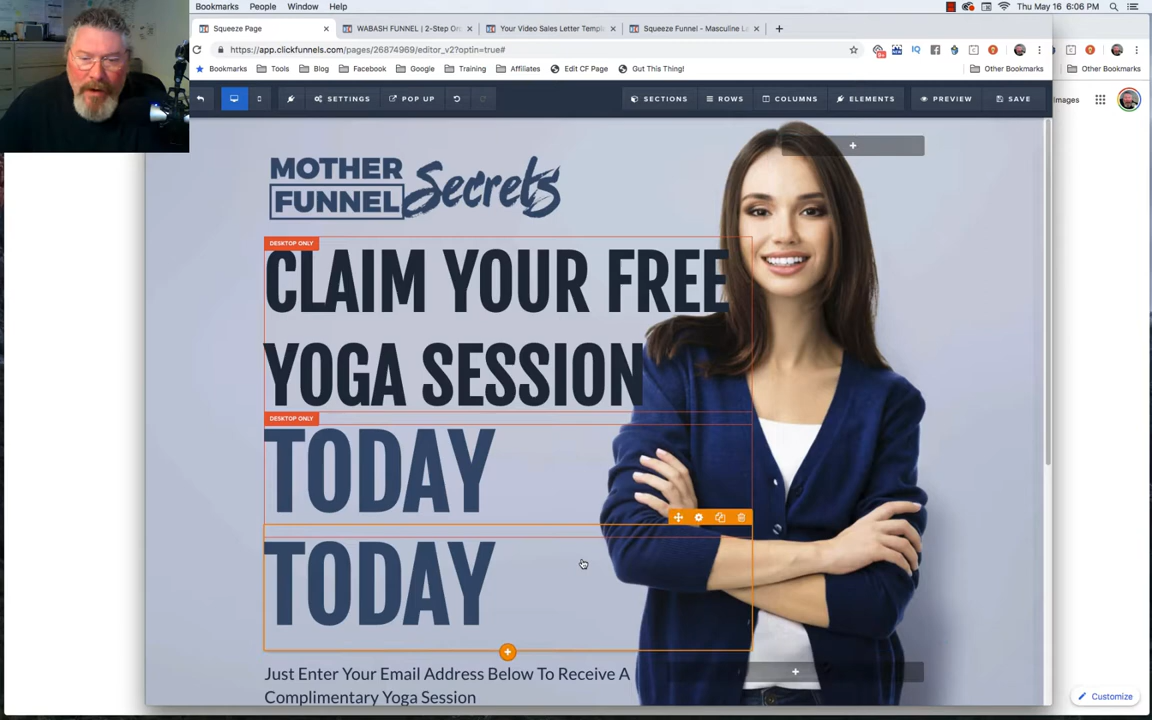 Bookmarks People Window Help
Thu May 16 6:06 PM
Squeeze Page
WABASH FUNNEL | 2-Step Or
Your Video Sales Letter Templ
Squeeze Funnel - Masculine L
https://app.clickfunnels.com/pages/26874969/editor_v2?optin=true#
Bookmarks Tools Blog Facebook Google Training Affiliates Edit CF Page Gut This Thing! Other Bookmarks
Other Bookmarks
SETTINGS POP UP SECTIONS ROWS COLUMNS ELEMENTS PREVIEW SAVE
Images
MOTHER
FUNNEL Secrets
DESKTOP ONLY
CLAIM YOUR FREE
YOGA SESSION
DESKTOP ONLY
TODAY
TODAY
Just Enter Your Email Address Below To Receive A
Complimentary Yoga Session
Customize